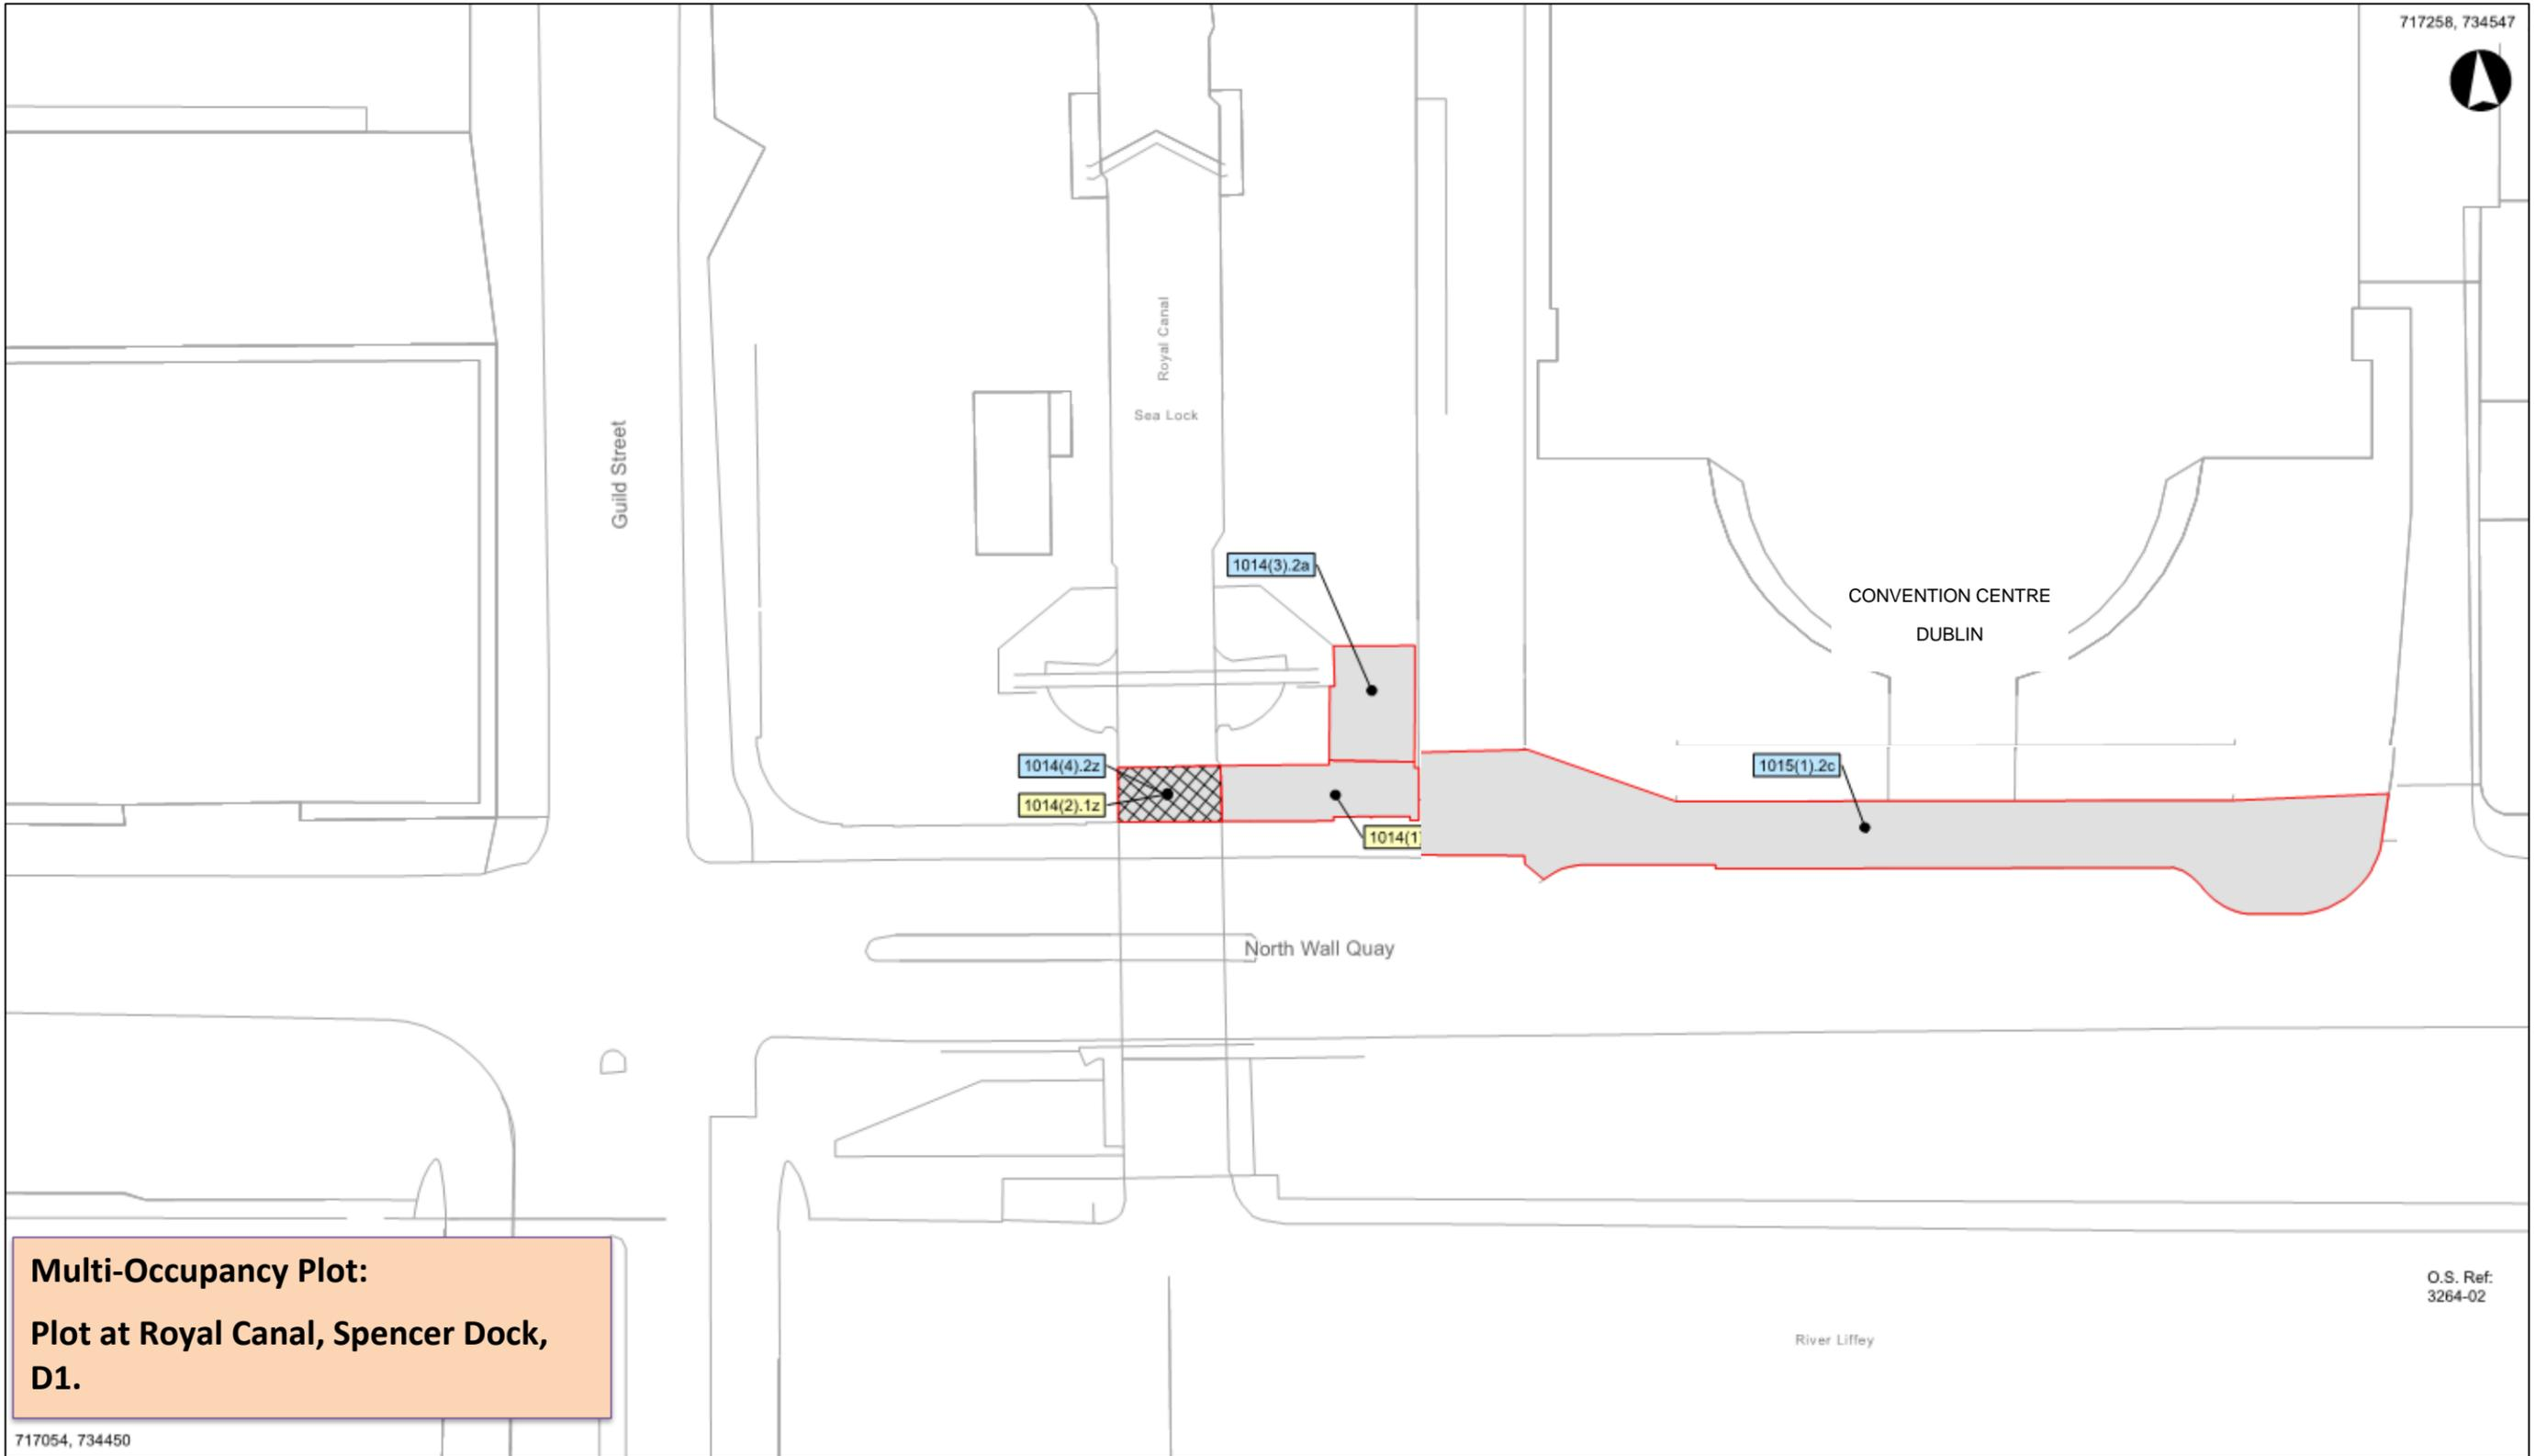 717258, 734547
Royal Canal
Sea Lock
Guild Street
1014(3).2a
CONVENTION CENTRE
DUBLIN
1014(4).2z
1014(2).1z
1014(1)
1015(1).2c
North Wall Quay
Multi-Occupancy Plot:
Plot at Royal Canal, Spencer Dock,
D1.
O.S. Ref:
3264-02
River Liffey
717054, 734450